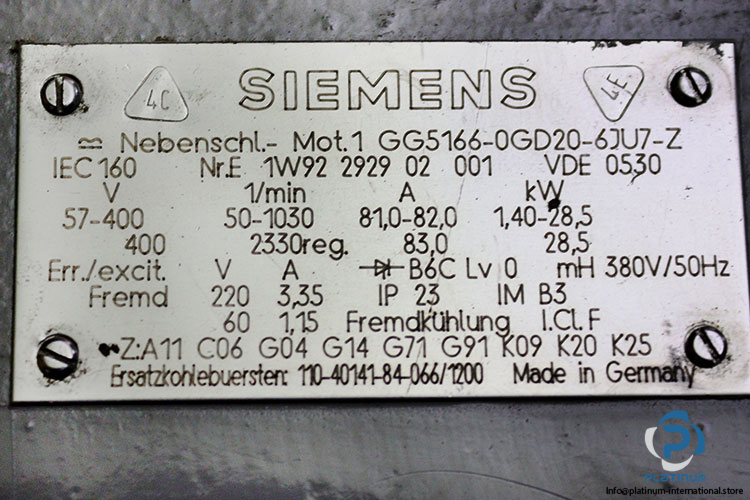 4C SIEMENS 4E
≂ Nebenschl.- Mot.1 GG5166-0GD20-6JU7-Z
IEC 160 Nr.E 1W92 2929 02 001 VDE 0530
V 1/min A kW
57-400 50-1030 81,0-82,0 1,40-28,5
400 2330reg. 83,0 28,5
Err./excit. V A B6C Lv 0 mH 380V/50Hz
Fremd 220 3,35 IP 23 IM B3
60 1,15 Fremdkühlung I.Cl.F
Z:A11 C06 G04 G14 G71 G91 K09 K20 K25
Ersatzkohlebuersten: 110-40141-84-066/1200 Made in Germany
PLATINUM
Info@platinum-international.store